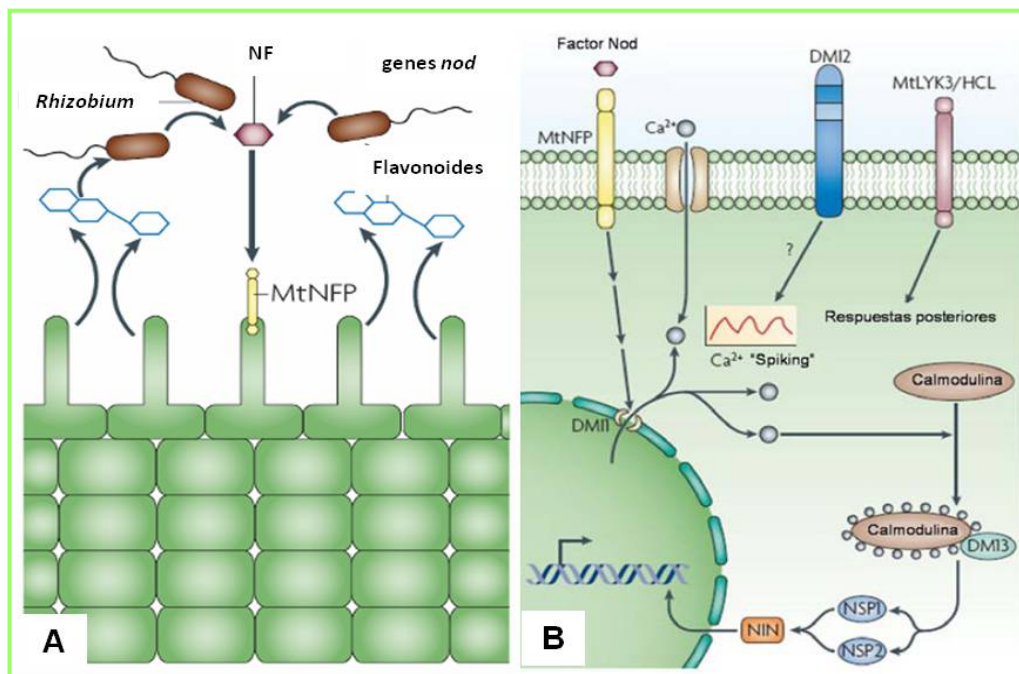 NF
genes nod
Rhizobium
Flavonoides
MtNFP
A
Factor Nod
DMI2
MtLYK3/HCL
Ca2+
MtNFP
?
Respuestas posteriores
Ca2+ "Spiking"
Calmodulina
DMI1
Calmodulina
DM13
NSP1
NIN
NSP2
B